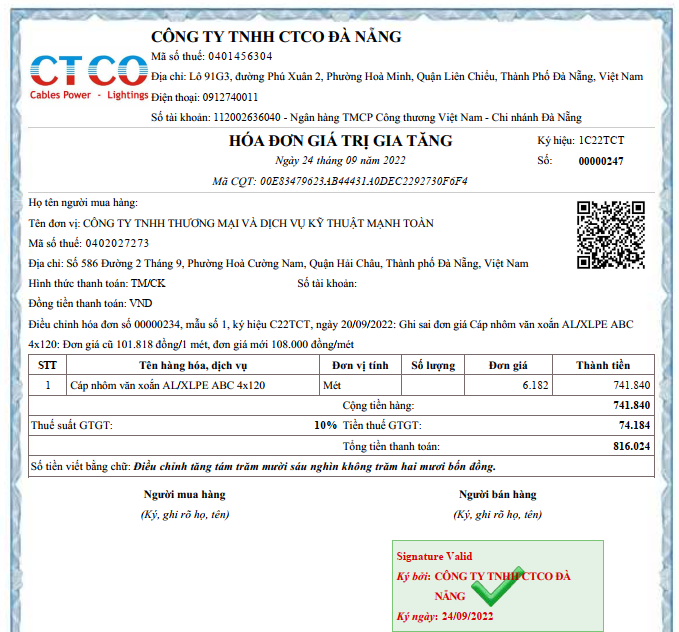 CÔNG TY TNHH CTCO ĐÀ NẴNG
CTCO
Cables Power - Lightings
Mã số thuế: 0401456304
Địa chỉ: Lô 91G3, đường Phú Xuân 2, Phường Hoà Minh, Quận Liên Chiểu, Thành Phố Đà Nẵng, Việt Nam
Điện thoại: 0912740011
Số tài khoản: 112002636040 - Ngân hàng TMCP Công thương Việt Nam - Chi nhánh Đà Nẵng
HÓA ĐƠN GIÁ TRỊ GIA TĂNG
Ký hiệu: 1C22TCT
Ngày 24 tháng 09 năm 2022
Số: 00000247
Mã CQT: 00E83479623AB44431A0DEC2292730F6F4
Họ tên người mua hàng:
Tên đơn vị: CÔNG TY TNHH THƯƠNG MẠI VÀ DỊCH VỤ KỸ THUẬT MẠNH TOÀN
Mã số thuế: 0402027273
Địa chỉ: Số 586 Đường 2 Tháng 9, Phường Hoà Cường Nam, Quận Hải Châu, Thành phố Đà Nẵng, Việt Nam
Hình thức thanh toán: TM/CK Số tài khoản:
Đồng tiền thanh toán: VND
Điều chỉnh hóa đơn số 00000234, mẫu số 1, ký hiệu C22TCT, ngày 20/09/2022: Ghi sai đơn giá Cáp nhôm văn xoắn AL/XLPE ABC
4x120: Đơn giá cũ 101.818 đồng/1 mét, đơn giá mới 108.000 đồng/mét
STT Tên hàng hóa, dịch vụ Đơn vị tính Số lượng Đơn giá Thành tiền
1 Cáp nhôm văn xoắn AL/XLPE ABC 4x120 Mét 6.182 741.840
Cộng tiền hàng: 741.840
Thuế suất GTGT: 10% Tiền thuế GTGT: 74.184
Tổng tiền thanh toán: 816.024
Số tiền viết bằng chữ: Điều chỉnh tăng tám trăm mười sáu nghìn không trăm hai mươi bốn đồng.
Người mua hàng Người bán hàng
(Ký, ghi rõ họ, tên) (Ký, ghi rõ họ, tên)
Signature Valid
Ký bởi: CÔNG TY TNHH CTCO ĐÀ
NẴNG
Ký ngày: 24/09/2022